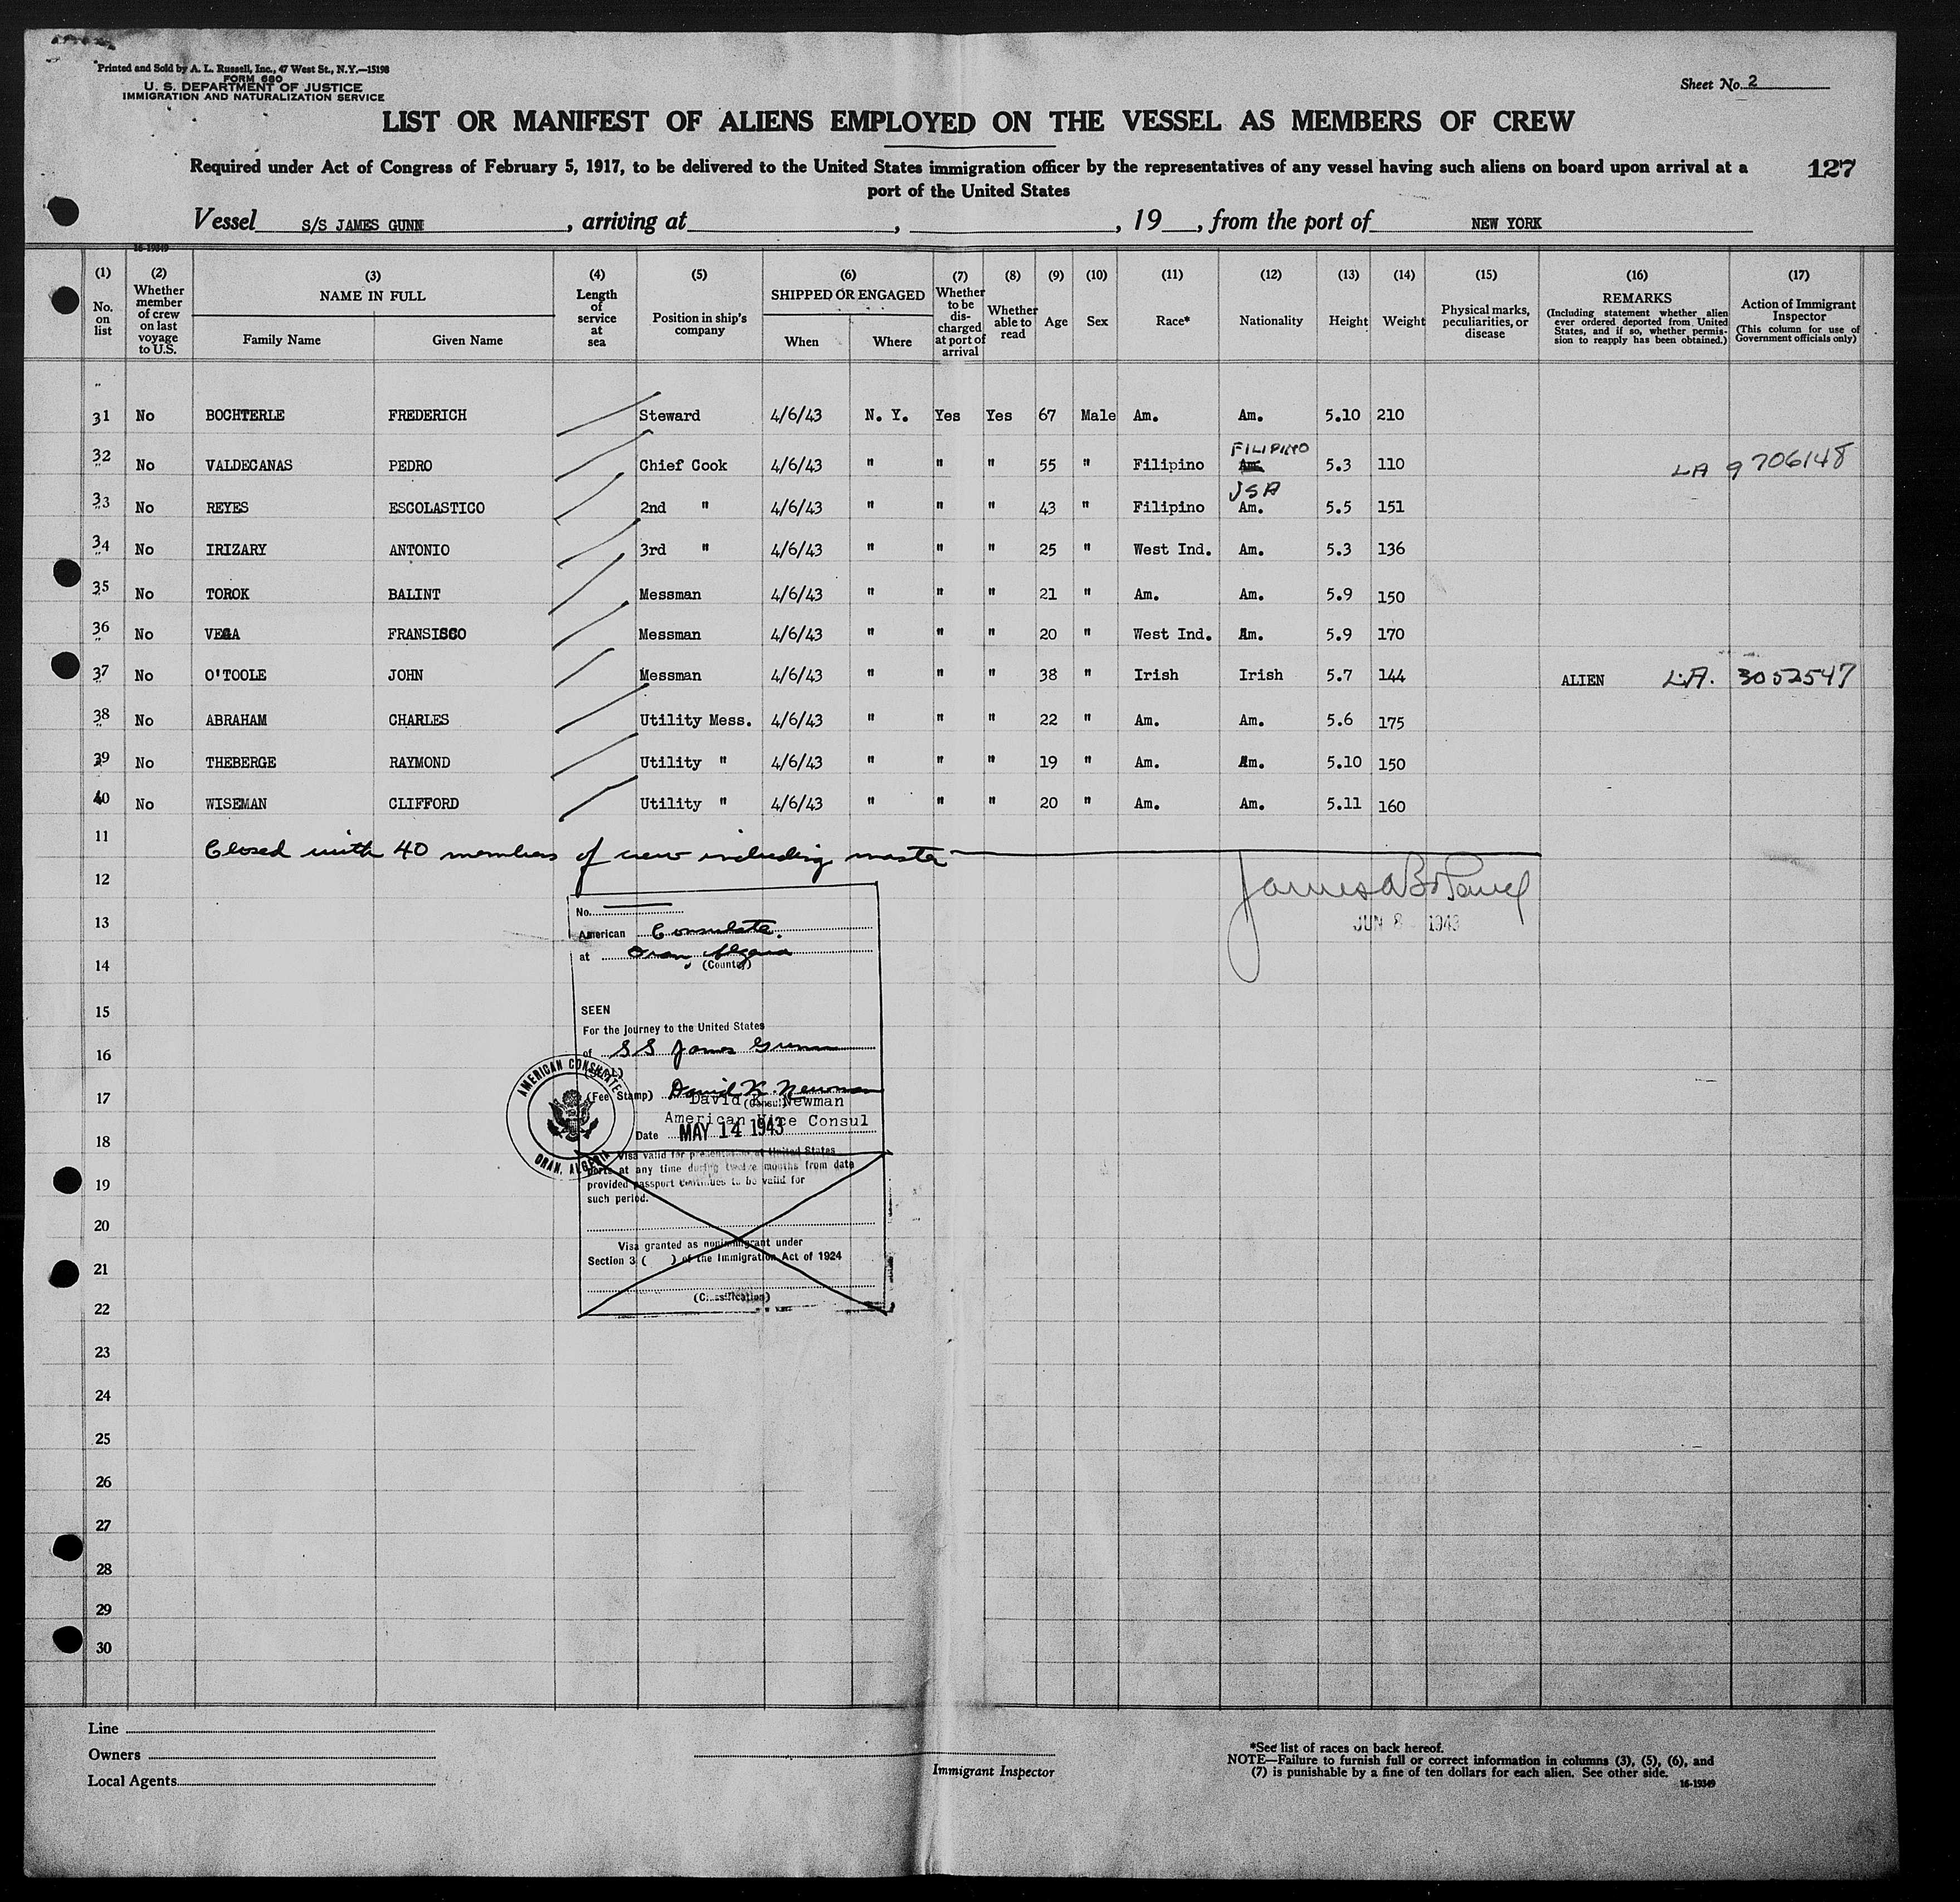 Printed and Sold by A. L. Russell, Inc., 47 West St., N.Y.—15198
FORM 680
U. S. DEPARTMENT OF JUSTICE
IMMIGRATION AND NATURALIZATION SERVICE
Sheet No. 2
LIST OR MANIFEST OF ALIENS EMPLOYED ON THE VESSEL AS MEMBERS OF CREW
Required under Act of Congress of February 5, 1917, to be delivered to the United States immigration officer by the representatives of any vessel having such aliens on board upon arrival at a
port of the United States
127
Vessel S/S JAMES GUNN, arriving at , , 19 , from the port of NEW YORK
16-19349
(1) No. on list
(2) Whether member of crew on last voyage to U.S.
(3) NAME IN FULL
Family Name
Given Name
(4) Length of service at sea
(5) Position in ship's company
(6) SHIPPED OR ENGAGED
When
Where
(7) Whether to be discharged at port of arrival
(8) Whether able to read
(9) Age
(10) Sex
(11) Race*
(12) Nationality
(13) Height
(14) Weight
(15) Physical marks, peculiarities, or disease
(16) REMARKS
(Including statement whether alien ever ordered deported from United States, and if so, whether permission to reapply has been obtained.)
(17) Action of Immigrant Inspector
(This column for use of Government officials only)
31 No BOCHTERLE FREDERICH Steward 4/6/43 N. Y. Yes Yes 67 Male Am. Am. 5.10 210
FILIPINO
32 No VALDECANAS PEDRO Chief Cook 4/6/43 " " " 55 " Filipino Am. 5.3 110 LA 9706148
USA
33 No REYES ESCOLASTICO 2nd " 4/6/43 " " " 43 " Filipino Am. 5.5 151
34 No IRIZARY ANTONIO 3rd " 4/6/43 " " " 25 " West Ind. Am. 5.3 136
35 No TOROK BALINT Messman 4/6/43 " " " 21 " Am. Am. 5.9 150
36 No VEGA FRANSISCO Messman 4/6/43 " " " 20 " West Ind. Am. 5.9 170
37 No O'TOOLE JOHN Messman 4/6/43 " " " 38 " Irish Irish 5.7 144 ALIEN L.A. 3052547
38 No ABRAHAM CHARLES Utility Mess. 4/6/43 " " " 22 " Am. Am. 5.6 175
39 No THEBERGE RAYMOND Utility " 4/6/43 " " " 19 " Am. Am. 5.10 150
40 No WISEMAN CLIFFORD Utility " 4/6/43 " " " 20 " Am. Am. 5.11 160
11 Closed with 40 members of crew including master
12
13
JUN 8 1943
14
15
16
17
18
19
20
21
22
23
24
25
26
27
28
29
30
No.
American Consulate.
at Oran, Algeria
(County)
SEEN
For the journey to the United States
of SS James Gunn
(Fee Stamp) David K. Newman
(Consul)
David K. Newman
American Vice Consul
Date MAY 14 1943
AMERICAN CONSULATE
ORAN, ALGERIA
Visa valid for presentation at United States
ports at any time during twelve months from date
provided passport continues to be valid for
such period.
Visa granted as nonimmigrant under
Section 3 ( ) of the Immigration Act of 1924
(Classification)
Line
Owners
Local Agents
Immigrant Inspector
*See list of races on back hereof.
NOTE—Failure to furnish full or correct information in columns (3), (5), (6), and
(7) is punishable by a fine of ten dollars for each alien. See other side.
16-19349